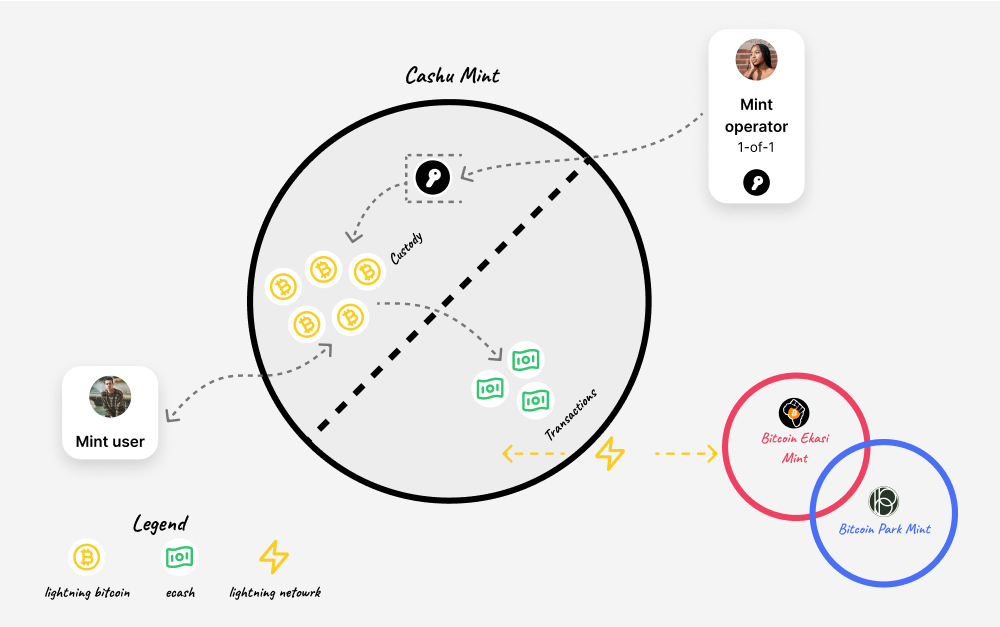 Cashu Mint
Mint
operator
1-of-1
Custody
Transactions
Mint user
Bitcoin Ekasi
Mint
Bitcoin Park Mint
Legend
lightning bitcoin
ecash
lightning netowrk